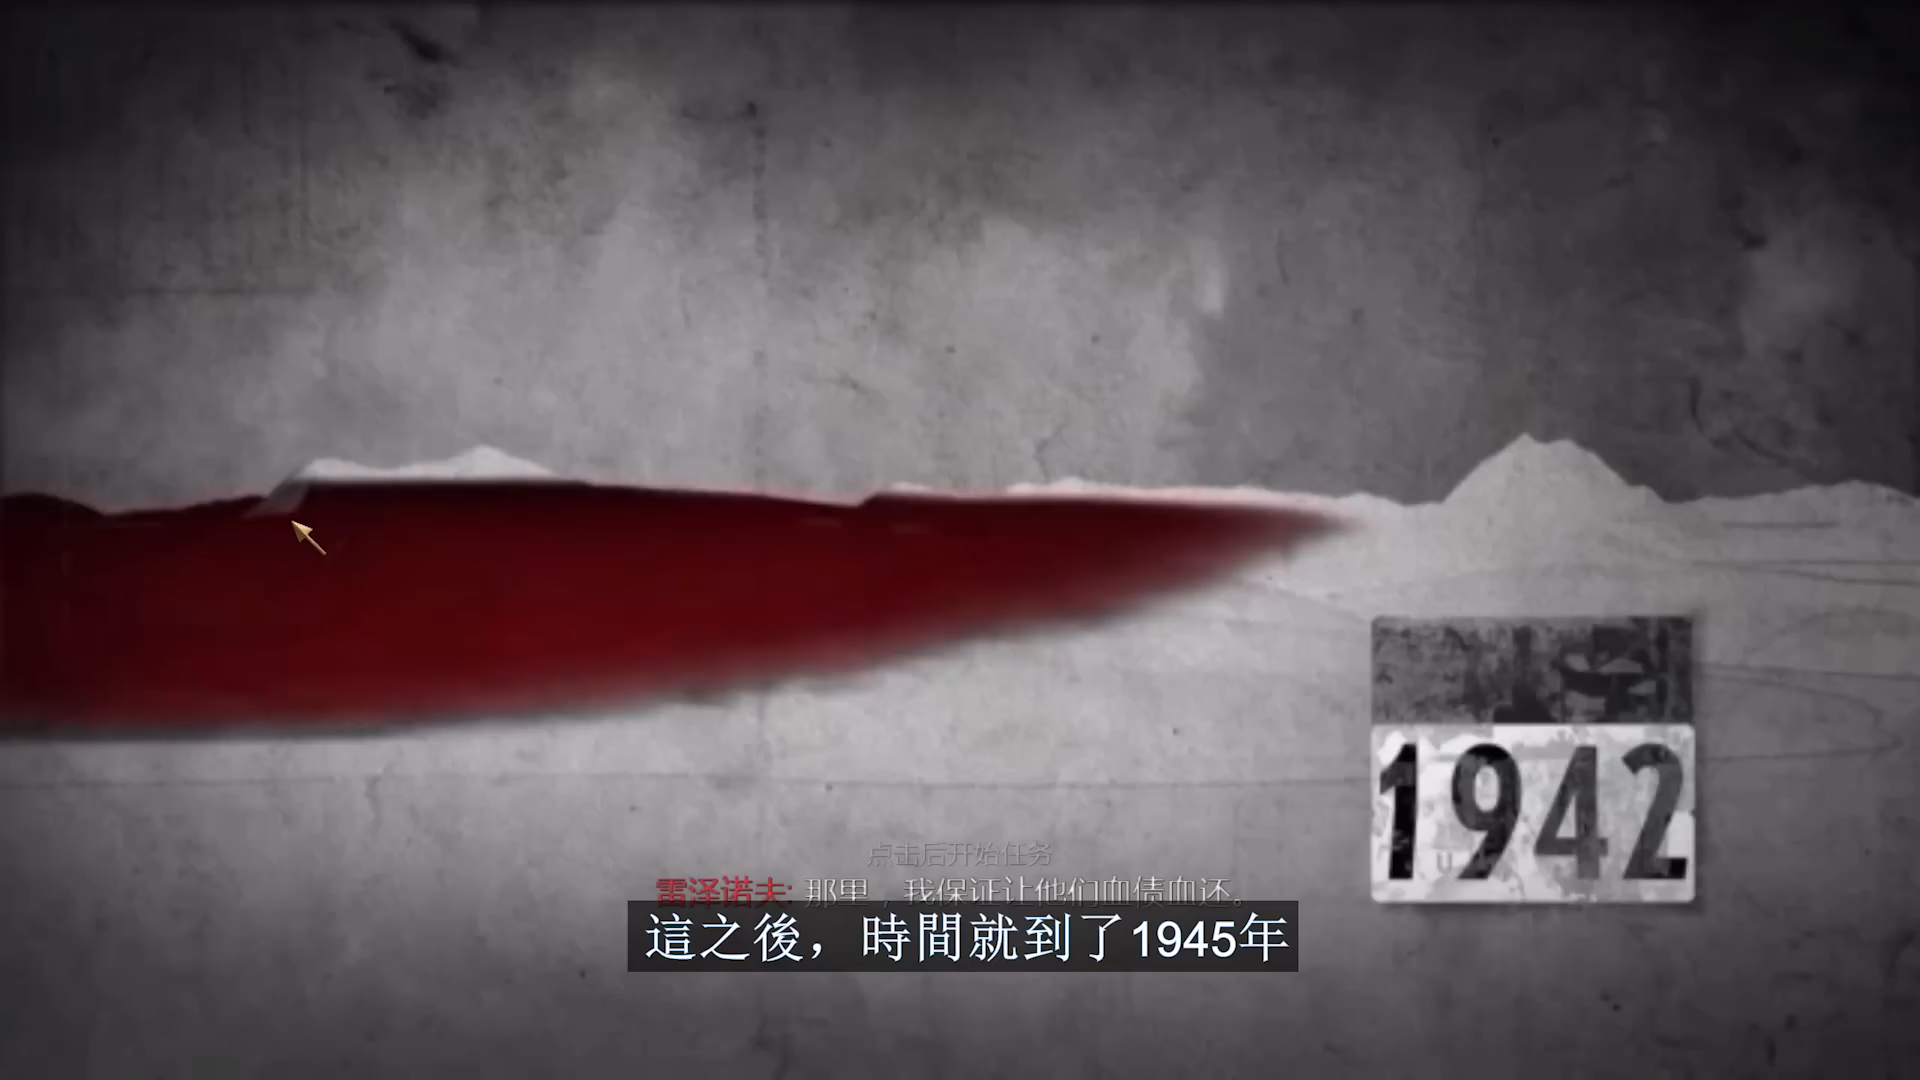 1942
点击后开始任务
雷泽诺夫: 那里，我保证让他们血债血还。
這之後，時間就到了1945年